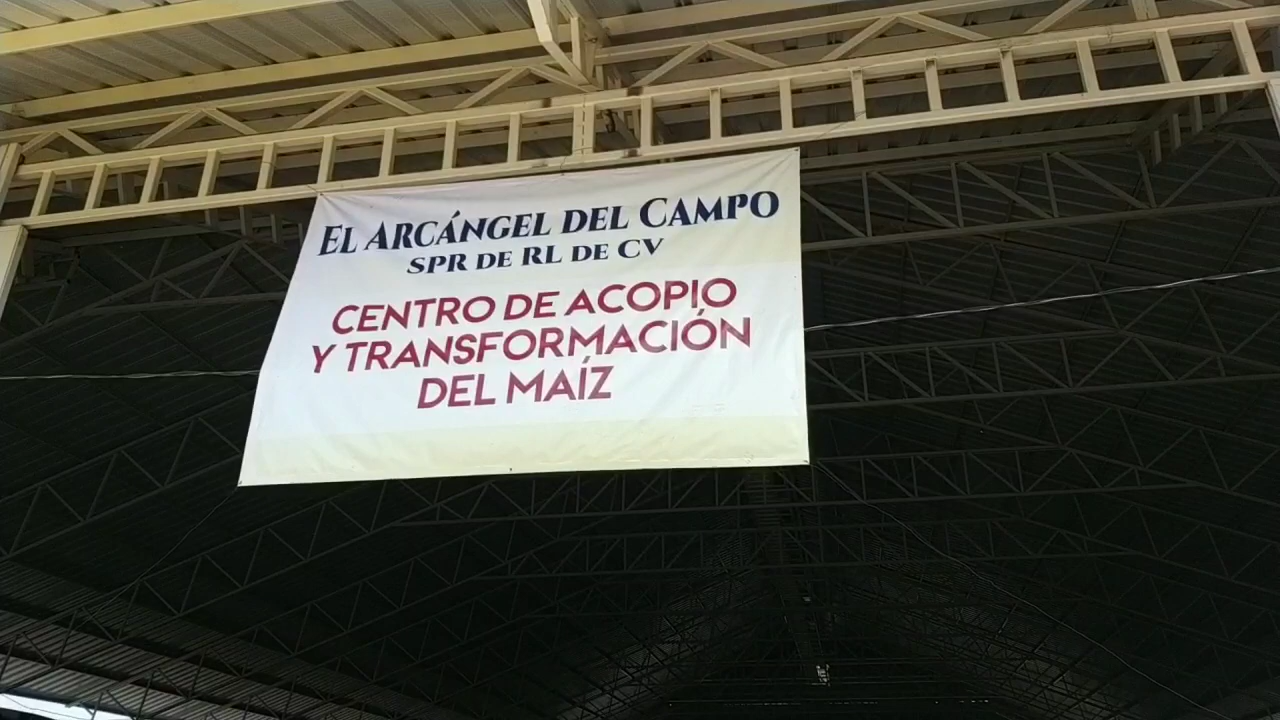 EL ARCÁNGEL DEL CAMPO
SPR DE RL DE CV
CENTRO DE ACOPIO
Y TRANSFORMACIÓN
DEL MAÍZ